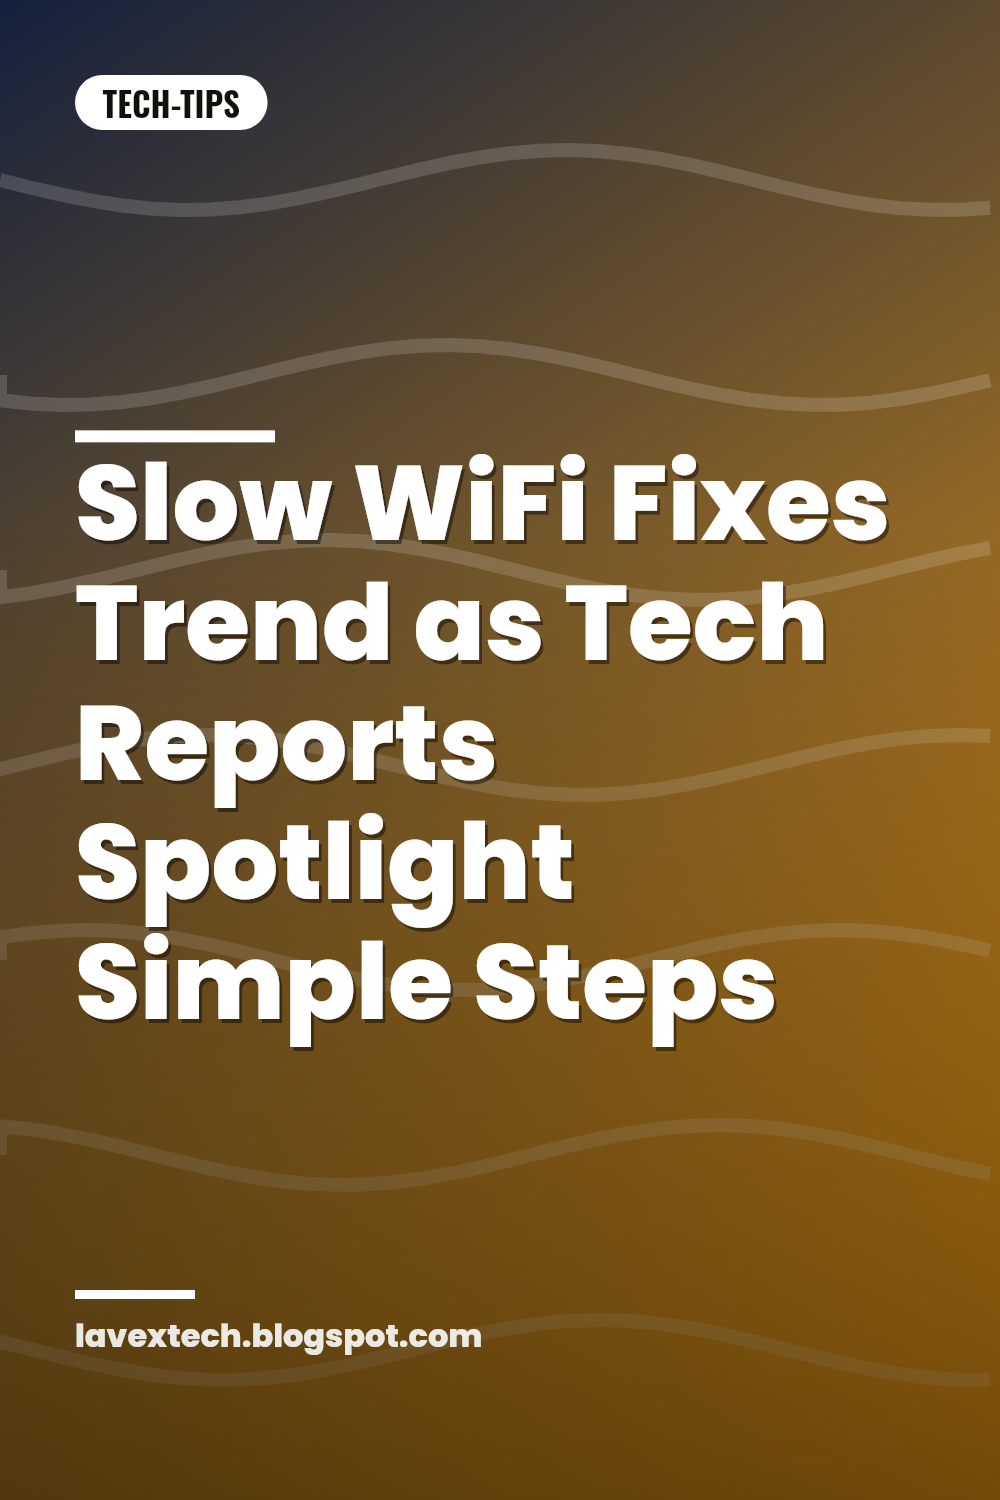 TECH-TIPS
Slow WiFi Fixes
Trend as Tech
Reports
Spotlight
Simple Steps
lavextech.blogspot.com